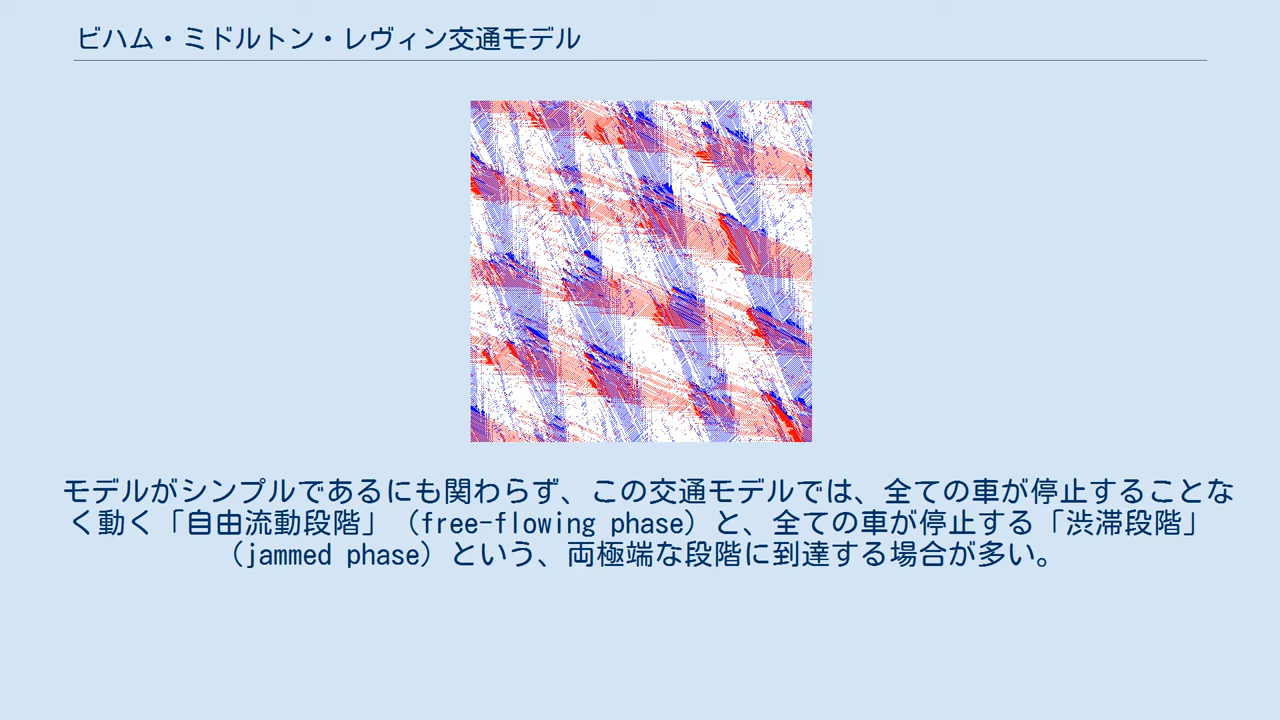 ビハム・ミドルトン・レヴィン交通モデル
モデルがシンプルであるにも関わらず、この交通モデルでは、全ての車が停止することな
く動く「自由流動段階」（free-flowing phase）と、全ての車が停止する「渋滞段階」
（jammed phase）という、両極端な段階に到達する場合が多い。